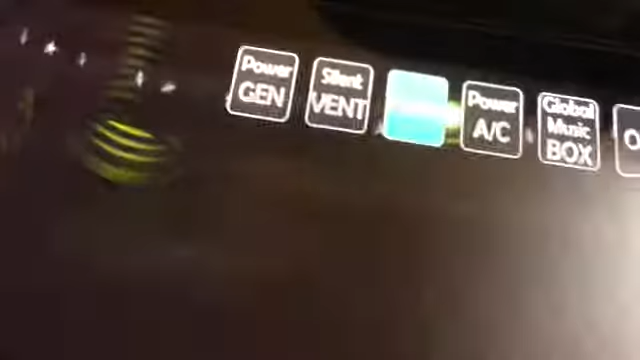 Power
GEN
Silent
VENT
Power
A/C
Global
Music
BOX